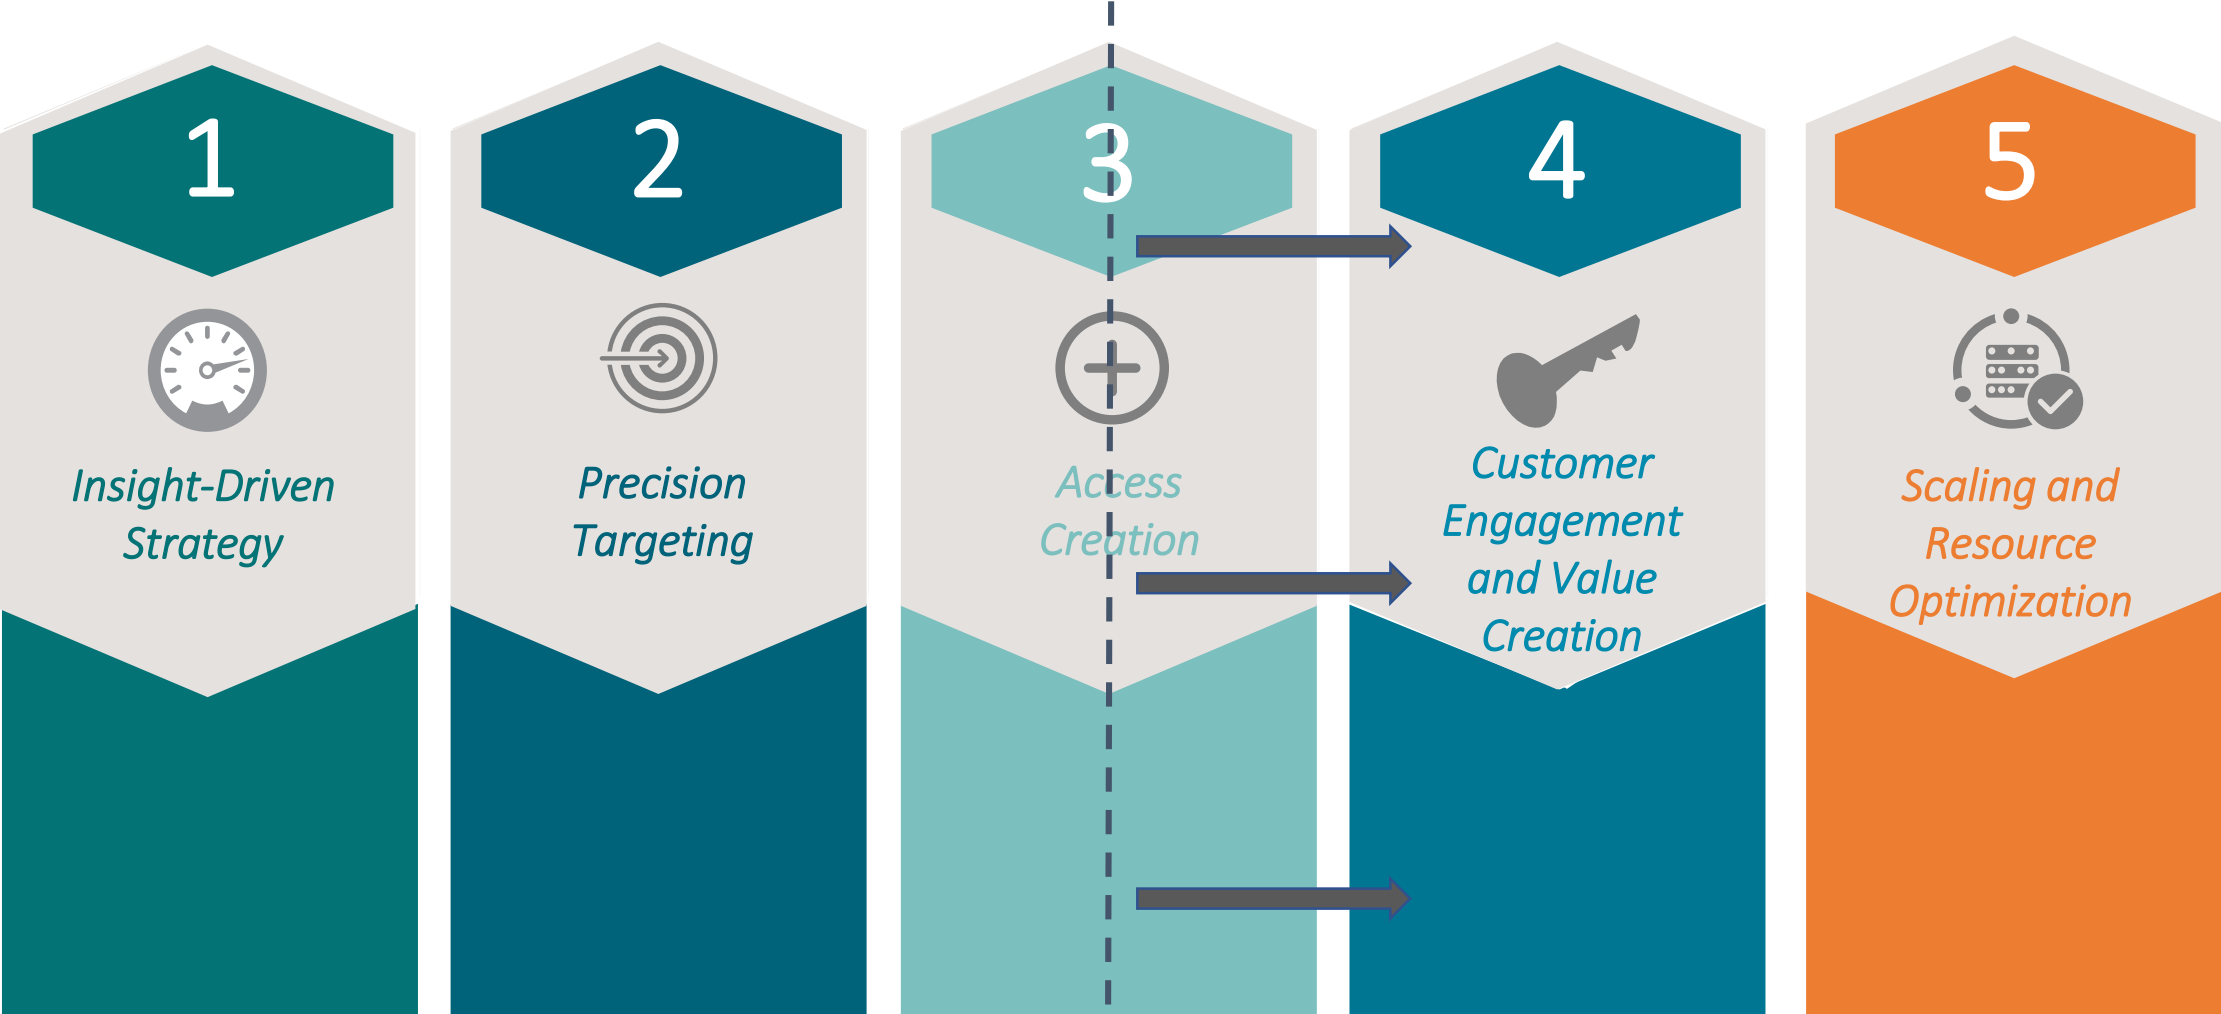 1
2
3
4
5
Insight-Driven
Strategy
Precision
Targeting
Access
Creation
Customer
Engagement
and Value
Creation
Scaling and
Resource
Optimization